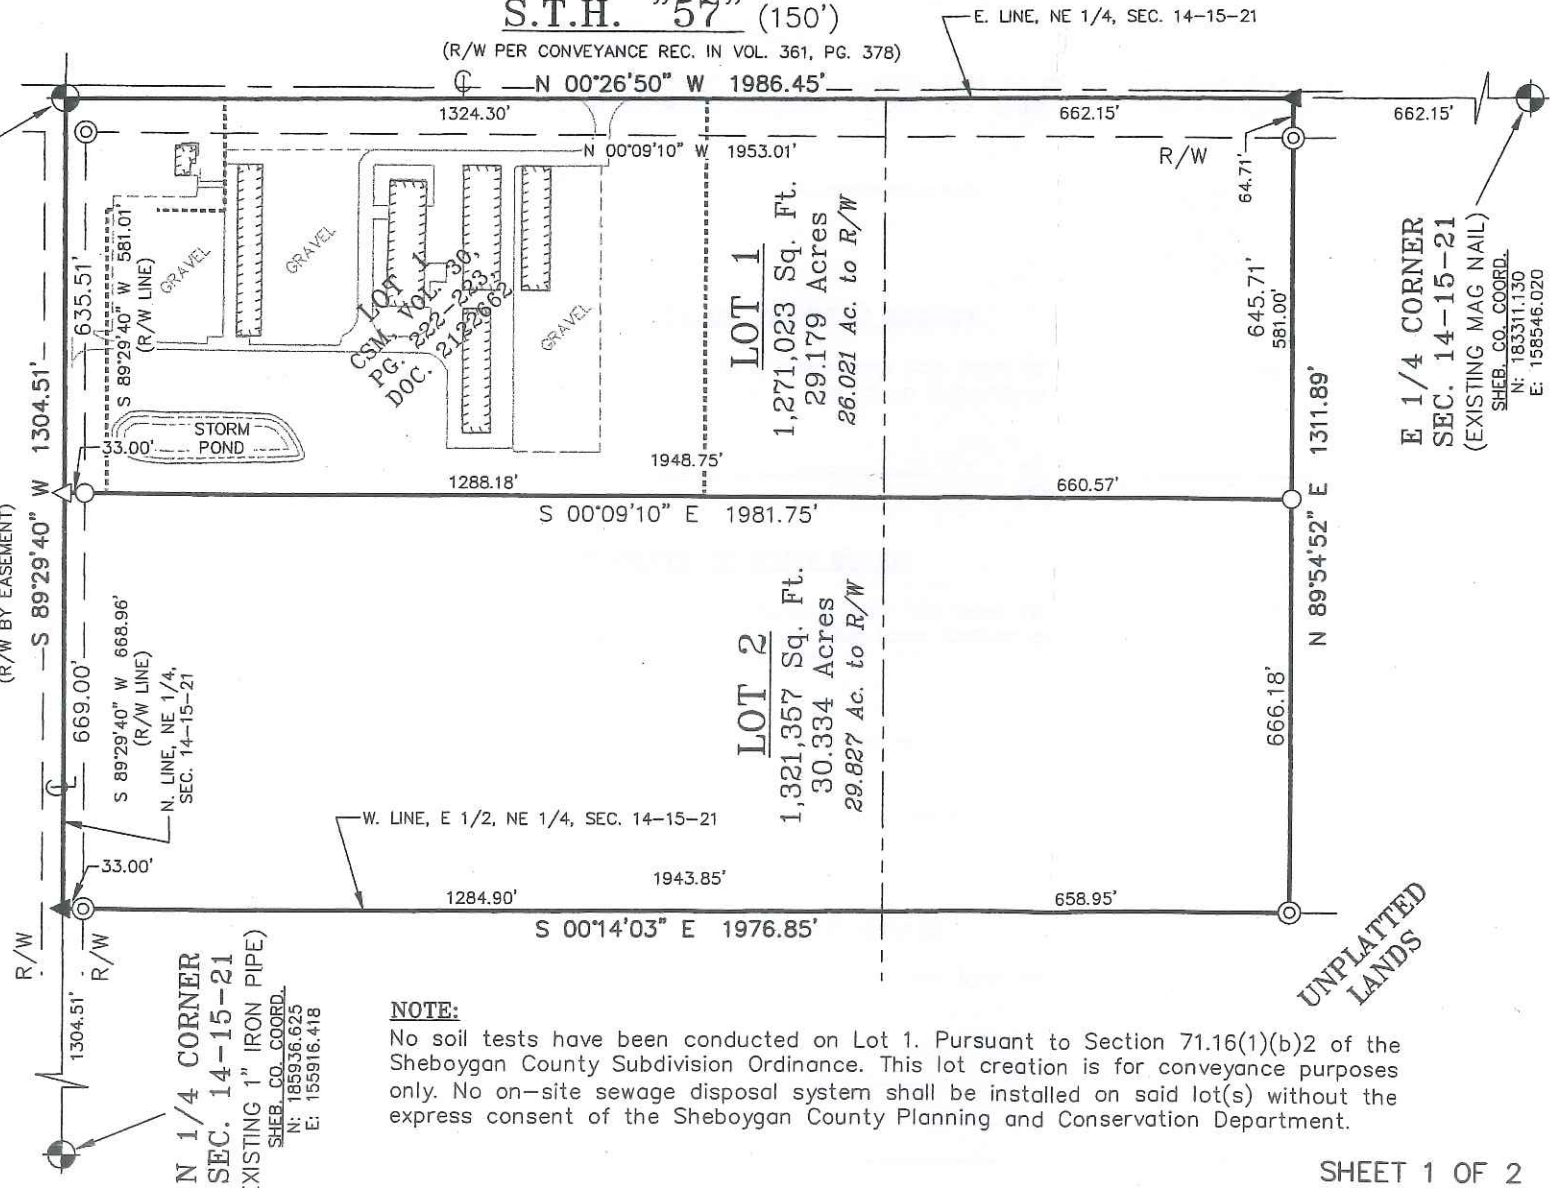 S.T.H. "57" (150')
(R/W PER CONVEYANCE REC. IN VOL. 361, PG. 378)
E. LINE, NE 1/4, SEC. 14-15-21
N 00°26'50" W 1986.45'
1324.30'
662.15'
662.15'
N 00°09'10" W 1953.01'
R/W
64.71'
645.71'
581.00'
N 89°54'52" E 1311.89'
666.18'
E 1/4 CORNER
SEC. 14-15-21
(EXISTING MAG NAIL)
SHEB. CO. COORD.
N: 183311.130
E: 158546.020
635.51'
S 89°29'40" W 581.01'
(R/W LINE)
GRAVEL
GRAVEL
GRAVEL
LOT 1
CSM, VOL. 30,
PG. 222-223,
DOC. 2122662
LOT 1
1,271,023 Sq. Ft.
29.179 Acres
26.021 Ac. to R/W
STORM
POND
33.00'
1948.75'
1288.18'
660.57'
S 00°09'10" E 1981.75'
(R/W BY EASEMENT)
S 89°29'40" W 1304.51'
669.00'
S 89°29'40" W 668.96'
(R/W LINE)
N. LINE, NE 1/4,
SEC. 14-15-21
LOT 2
1,321,357 Sq. Ft.
30.334 Acres
29.827 Ac. to R/W
W. LINE, E 1/2, NE 1/4, SEC. 14-15-21
33.00'
1943.85'
1284.90'
658.95'
S 00°14'03" E 1976.85'
R/W
R/W
1304.51'
UNPLATTED
LANDS
N 1/4 CORNER
SEC. 14-15-21
EXISTING 1" IRON PIPE)
SHEB. CO. COORD.
N: 185936.625
E: 155916.418
NOTE:
No soil tests have been conducted on Lot 1. Pursuant to Section 71.16(1)(b)2 of the
Sheboygan County Subdivision Ordinance. This lot creation is for conveyance purposes
only. No on-site sewage disposal system shall be installed on said lot(s) without the
express consent of the Sheboygan County Planning and Conservation Department.
SHEET 1 OF 2